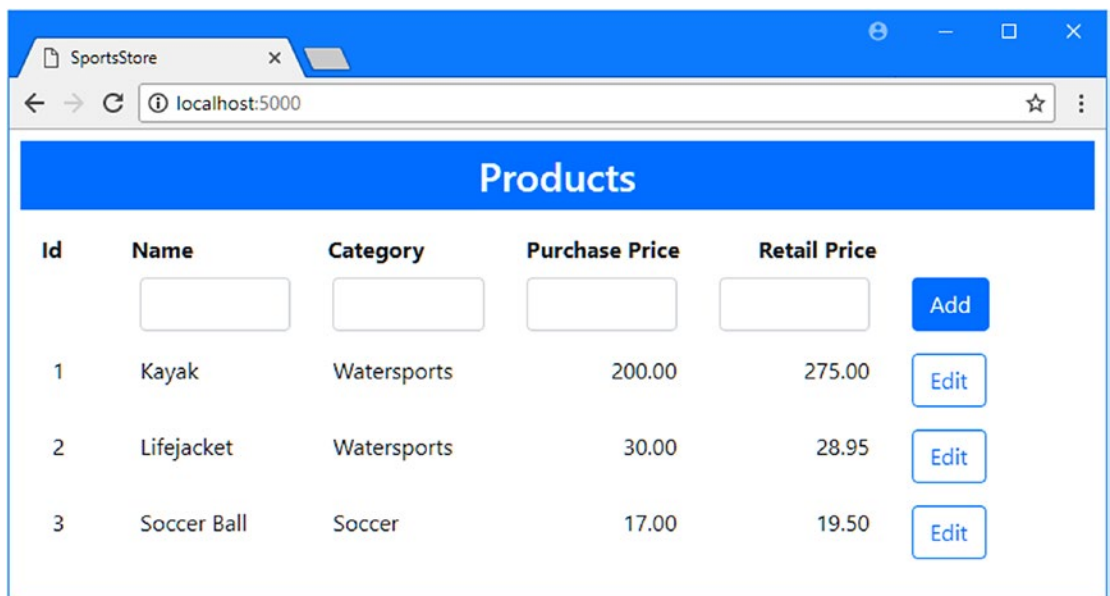 SportsStore
localhost:5000
Products
Id Name Category Purchase Price Retail Price
Add
1 Kayak Watersports 200.00 275.00 Edit
2 Lifejacket Watersports 30.00 28.95 Edit
3 Soccer Ball Soccer 17.00 19.50 Edit